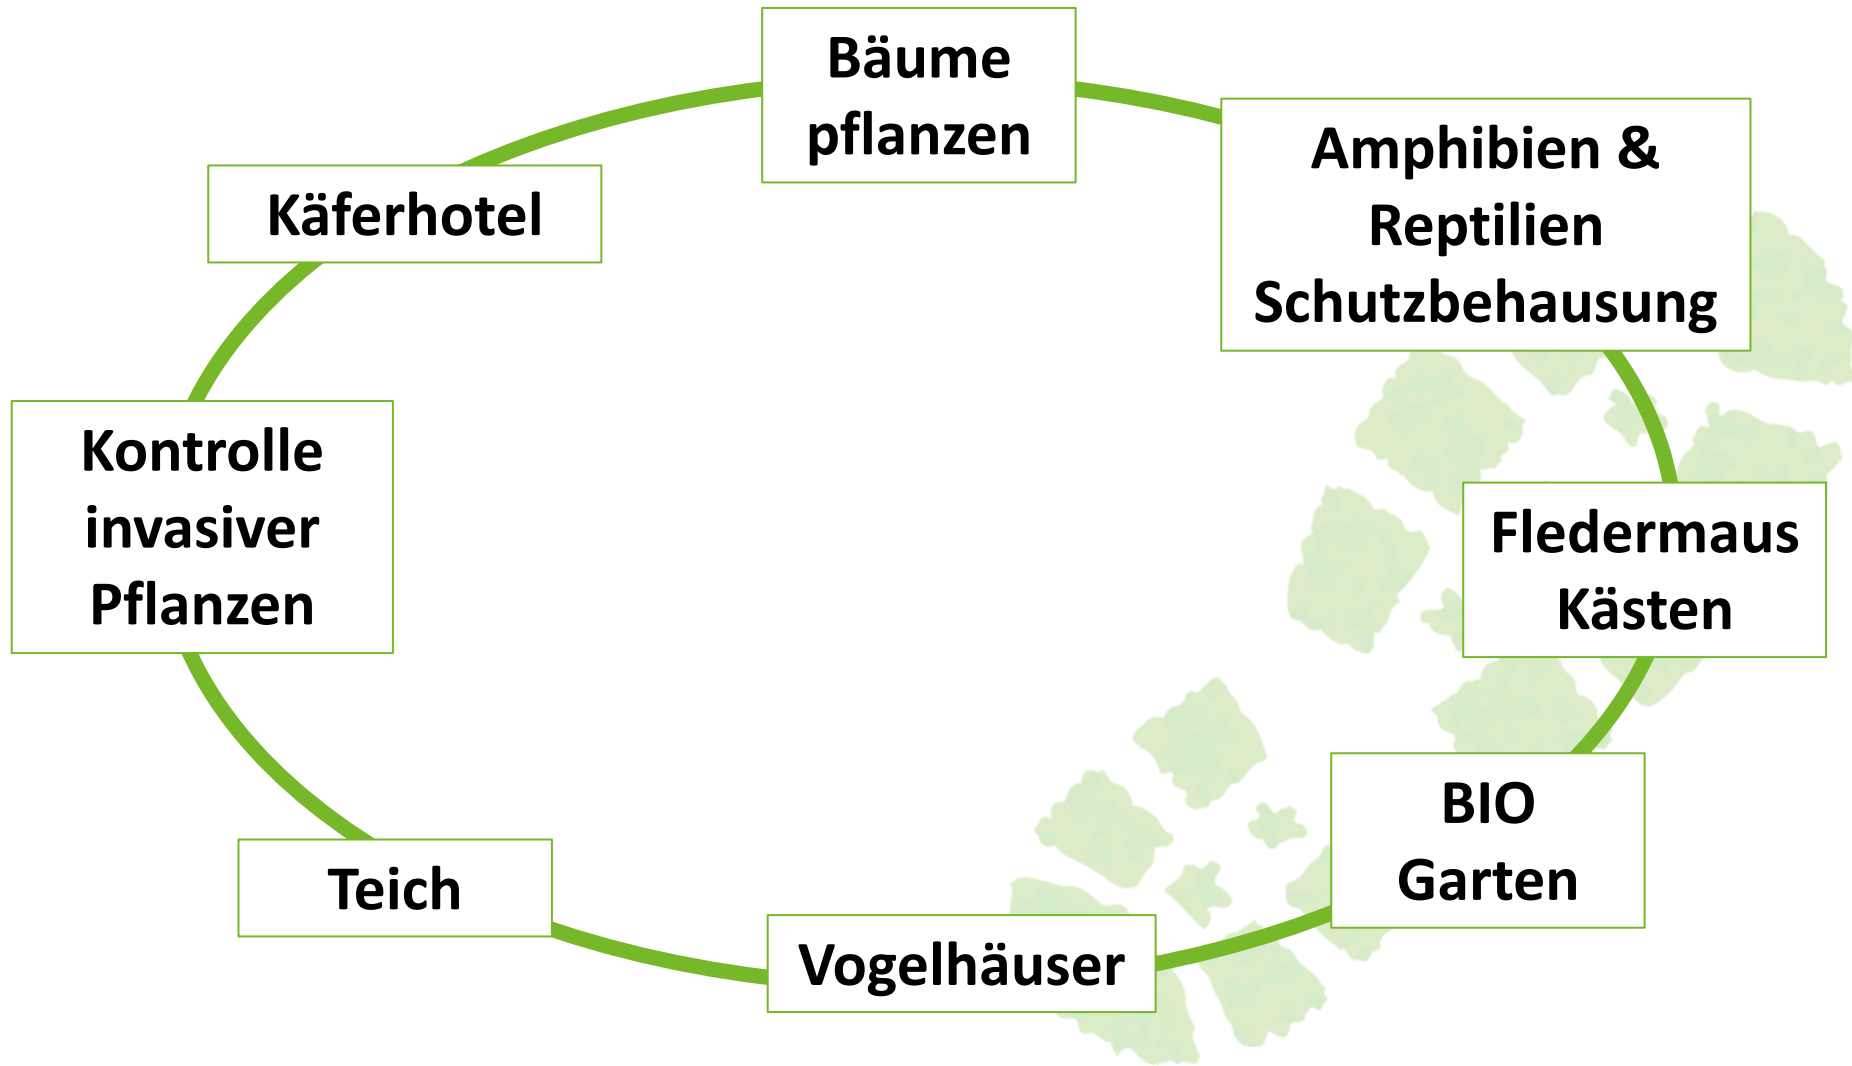 Bäume
pflanzen
Amphibien &
Reptilien
Schutzbehausung
Fledermaus
Kästen
BIO
Garten
Vogelhäuser
Teich
Kontrolle
invasiver
Pflanzen
Käferhotel